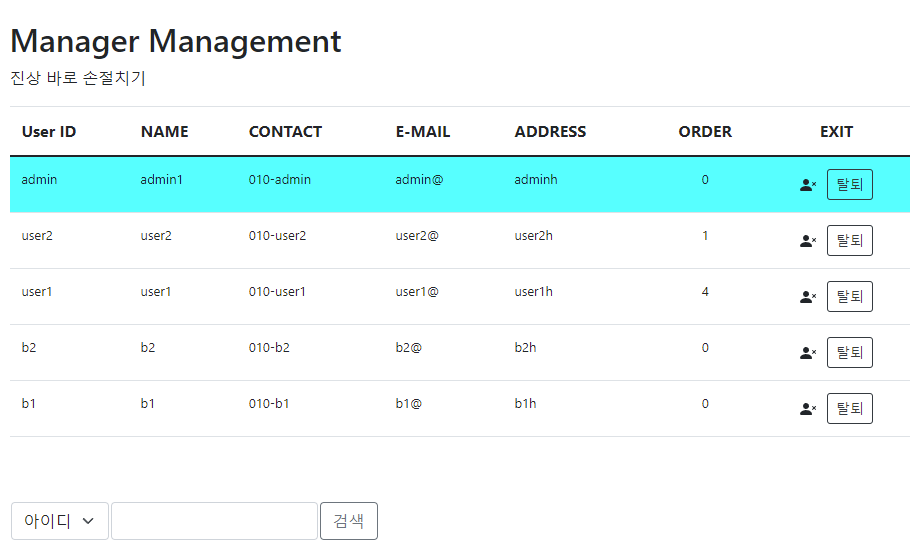 Manager Management
진상 바로 손절치기
User ID NAME CONTACT E-MAIL ADDRESS ORDER EXIT
admin admin1 010-admin admin@ adminh 0 탈퇴
user2 user2 010-user2 user2@ user2h 1 탈퇴
user1 user1 010-user1 user1@ user1h 4 탈퇴
b2 b2 010-b2 b2@ b2h 0 탈퇴
b1 b1 010-b1 b1@ b1h 0 탈퇴
아이디 검색